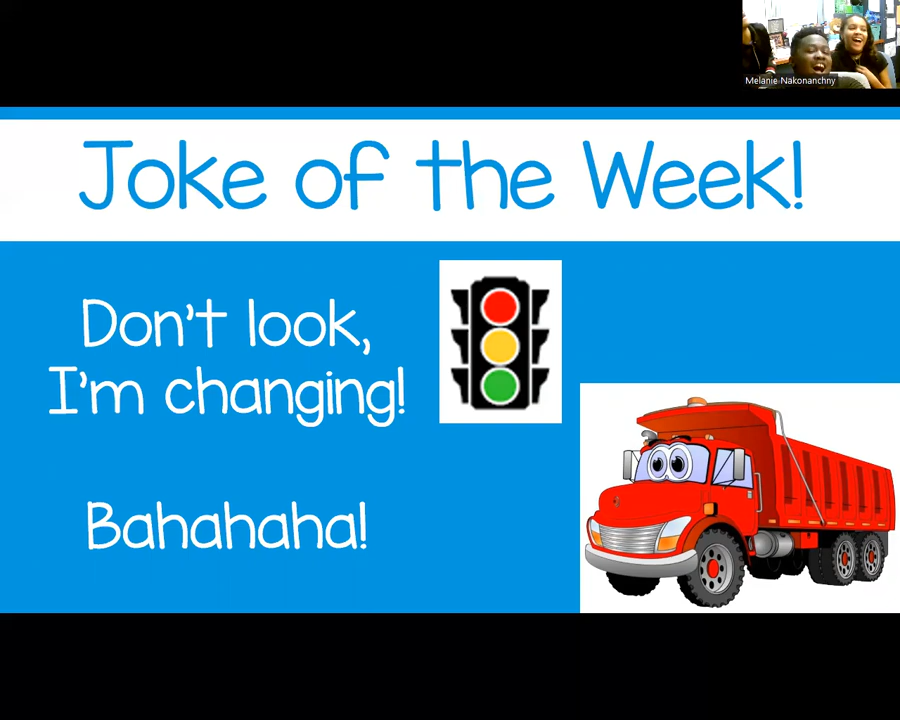 Melanie Nakonanchny
Joke of the Week!
Don't look,
I'm changing!
Bahahaha!